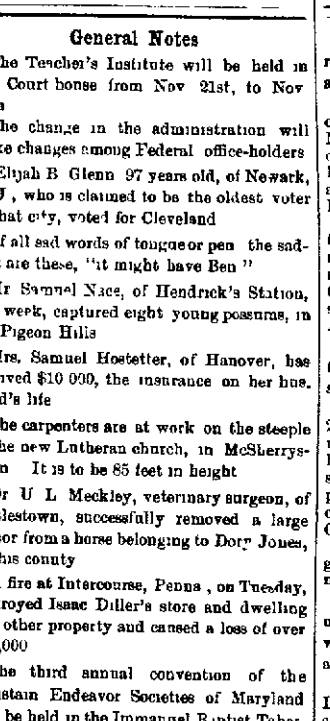 General Notes
he Teacher's Institute will be held in
Court house from Nov 21st, to Nov
he change in the administration will
ke changes among Federal office-holders
Elijah B Glenn 97 years old, of Newark,
J, who is claimed to be the oldest voter
hat city, voted for Cleveland
f all sad words of tongue or pen the sad-
t are these, "it might have Ben"
r Samuel Nace, of Hendrick's Station,
week, captured eight young possums, in
Pigeon Hills
rs. Samuel Hostetter, of Hanover, has
ived $10 000, the insurance on her hus.
d's life
he carpenters are at work on the steeple
he new Lutheran church, in McSherrys-
n It is to be 85 feet in height
r U L Meckley, veterinary surgeon, of
lestown, successfully removed a large
or from a horse belonging to Dory Jones,
his county
fire at Intercourse, Penna, on Tuesday,
royed Isaac Diller's store and dwelling
other property and caused a loss of over
,000
he third annual convention of the
istain Endeavor Societies of Maryland
be held in the Immanuel Baptist Taber-